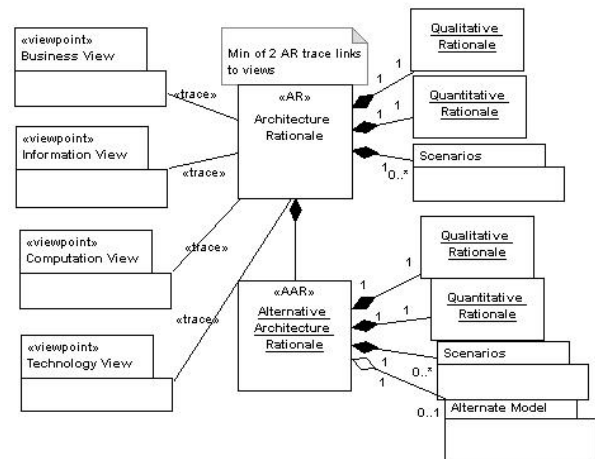 «viewpoint»
Business View
«trace»
«viewpoint»
Information View
«trace»
«viewpoint»
Computation View
«trace»
«viewpoint»
Technology View
«trace»
Min of 2 AR trace links
to views
«AR»
Architecture
Rationale
1
1
Qualitative
Rationale
1
1
Quantitative
Rationale
1
0..*
Scenarios
«AAR»
Alternative
Architecture
Rationale
1
1
Qualitative
Rationale
1
1
Quantitative
Rationale
1
0..*
Scenarios
1
0..1
Alternate Model